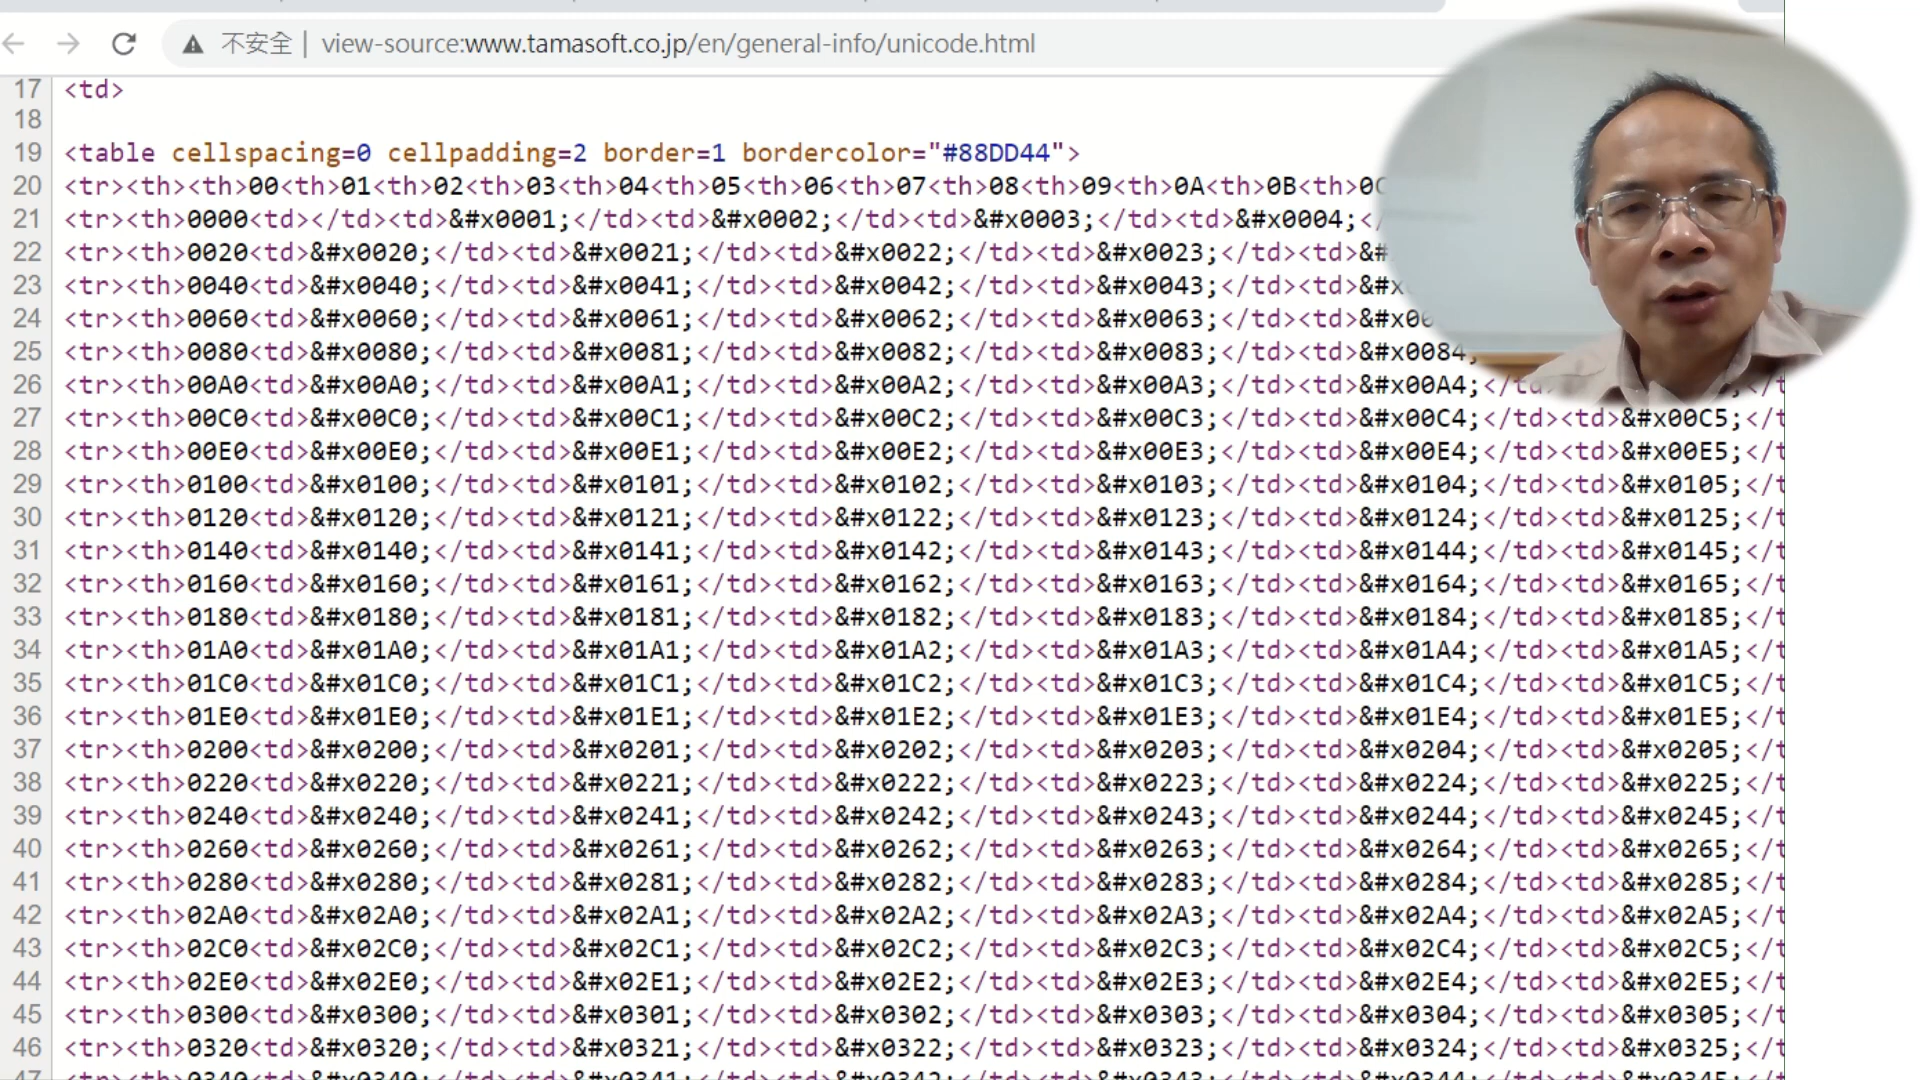 不安全 | view-source:www.tamasoft.co.jp/en/general-info/unicode.html
17 <td>
18
19 <table cellspacing=0 cellpadding=2 border=1 bordercolor="#88DD44">
20 <tr><th><th>00<th>01<th>02<th>03<th>04<th>05<th>06<th>07<th>08<th>09<th>0A<th>0B<th>0C
21 <tr><th>0000<td></td><td>&#x0001;</td><td>&#x0002;</td><td>&#x0003;</td><td>&#x0004;</
22 <tr><th>0020<td>&#x0020;</td><td>&#x0021;</td><td>&#x0022;</td><td>&#x0023;</td><td>&#
23 <tr><th>0040<td>&#x0040;</td><td>&#x0041;</td><td>&#x0042;</td><td>&#x0043;</td><td>&#x
24 <tr><th>0060<td>&#x0060;</td><td>&#x0061;</td><td>&#x0062;</td><td>&#x0063;</td><td>&#x00
25 <tr><th>0080<td>&#x0080;</td><td>&#x0081;</td><td>&#x0082;</td><td>&#x0083;</td><td>&#x0084;
26 <tr><th>00A0<td>&#x00A0;</td><td>&#x00A1;</td><td>&#x00A2;</td><td>&#x00A3;</td><td>&#x00A4;</td
27 <tr><th>00C0<td>&#x00C0;</td><td>&#x00C1;</td><td>&#x00C2;</td><td>&#x00C3;</td><td>&#x00C4;</td><td>&#x00C5;</t
28 <tr><th>00E0<td>&#x00E0;</td><td>&#x00E1;</td><td>&#x00E2;</td><td>&#x00E3;</td><td>&#x00E4;</td><td>&#x00E5;</t
29 <tr><th>0100<td>&#x0100;</td><td>&#x0101;</td><td>&#x0102;</td><td>&#x0103;</td><td>&#x0104;</td><td>&#x0105;</t
30 <tr><th>0120<td>&#x0120;</td><td>&#x0121;</td><td>&#x0122;</td><td>&#x0123;</td><td>&#x0124;</td><td>&#x0125;</t
31 <tr><th>0140<td>&#x0140;</td><td>&#x0141;</td><td>&#x0142;</td><td>&#x0143;</td><td>&#x0144;</td><td>&#x0145;</t
32 <tr><th>0160<td>&#x0160;</td><td>&#x0161;</td><td>&#x0162;</td><td>&#x0163;</td><td>&#x0164;</td><td>&#x0165;</t
33 <tr><th>0180<td>&#x0180;</td><td>&#x0181;</td><td>&#x0182;</td><td>&#x0183;</td><td>&#x0184;</td><td>&#x0185;</t
34 <tr><th>01A0<td>&#x01A0;</td><td>&#x01A1;</td><td>&#x01A2;</td><td>&#x01A3;</td><td>&#x01A4;</td><td>&#x01A5;</t
35 <tr><th>01C0<td>&#x01C0;</td><td>&#x01C1;</td><td>&#x01C2;</td><td>&#x01C3;</td><td>&#x01C4;</td><td>&#x01C5;</t
36 <tr><th>01E0<td>&#x01E0;</td><td>&#x01E1;</td><td>&#x01E2;</td><td>&#x01E3;</td><td>&#x01E4;</td><td>&#x01E5;</t
37 <tr><th>0200<td>&#x0200;</td><td>&#x0201;</td><td>&#x0202;</td><td>&#x0203;</td><td>&#x0204;</td><td>&#x0205;</t
38 <tr><th>0220<td>&#x0220;</td><td>&#x0221;</td><td>&#x0222;</td><td>&#x0223;</td><td>&#x0224;</td><td>&#x0225;</t
39 <tr><th>0240<td>&#x0240;</td><td>&#x0241;</td><td>&#x0242;</td><td>&#x0243;</td><td>&#x0244;</td><td>&#x0245;</t
40 <tr><th>0260<td>&#x0260;</td><td>&#x0261;</td><td>&#x0262;</td><td>&#x0263;</td><td>&#x0264;</td><td>&#x0265;</t
41 <tr><th>0280<td>&#x0280;</td><td>&#x0281;</td><td>&#x0282;</td><td>&#x0283;</td><td>&#x0284;</td><td>&#x0285;</t
42 <tr><th>02A0<td>&#x02A0;</td><td>&#x02A1;</td><td>&#x02A2;</td><td>&#x02A3;</td><td>&#x02A4;</td><td>&#x02A5;</t
43 <tr><th>02C0<td>&#x02C0;</td><td>&#x02C1;</td><td>&#x02C2;</td><td>&#x02C3;</td><td>&#x02C4;</td><td>&#x02C5;</t
44 <tr><th>02E0<td>&#x02E0;</td><td>&#x02E1;</td><td>&#x02E2;</td><td>&#x02E3;</td><td>&#x02E4;</td><td>&#x02E5;</t
45 <tr><th>0300<td>&#x0300;</td><td>&#x0301;</td><td>&#x0302;</td><td>&#x0303;</td><td>&#x0304;</td><td>&#x0305;</t
46 <tr><th>0320<td>&#x0320;</td><td>&#x0321;</td><td>&#x0322;</td><td>&#x0323;</td><td>&#x0324;</td><td>&#x0325;</t
47 <tr><th>0340<td>&#x0340;</td><td>&#x0341;</td><td>&#x0342;</td><td>&#x0343;</td><td>&#x0344;</td><td>&#x0345;</t